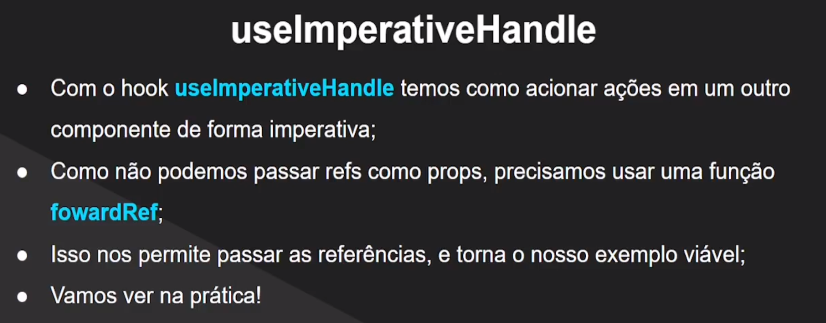 useImperativeHandle
● Com o hook useImperativeHandle temos como acionar ações em um outro
componente de forma imperativa;
● Como não podemos passar refs como props, precisamos usar uma função
fowardRef;
● Isso nos permite passar as referências, e torna o nosso exemplo viável;
● Vamos ver na prática!